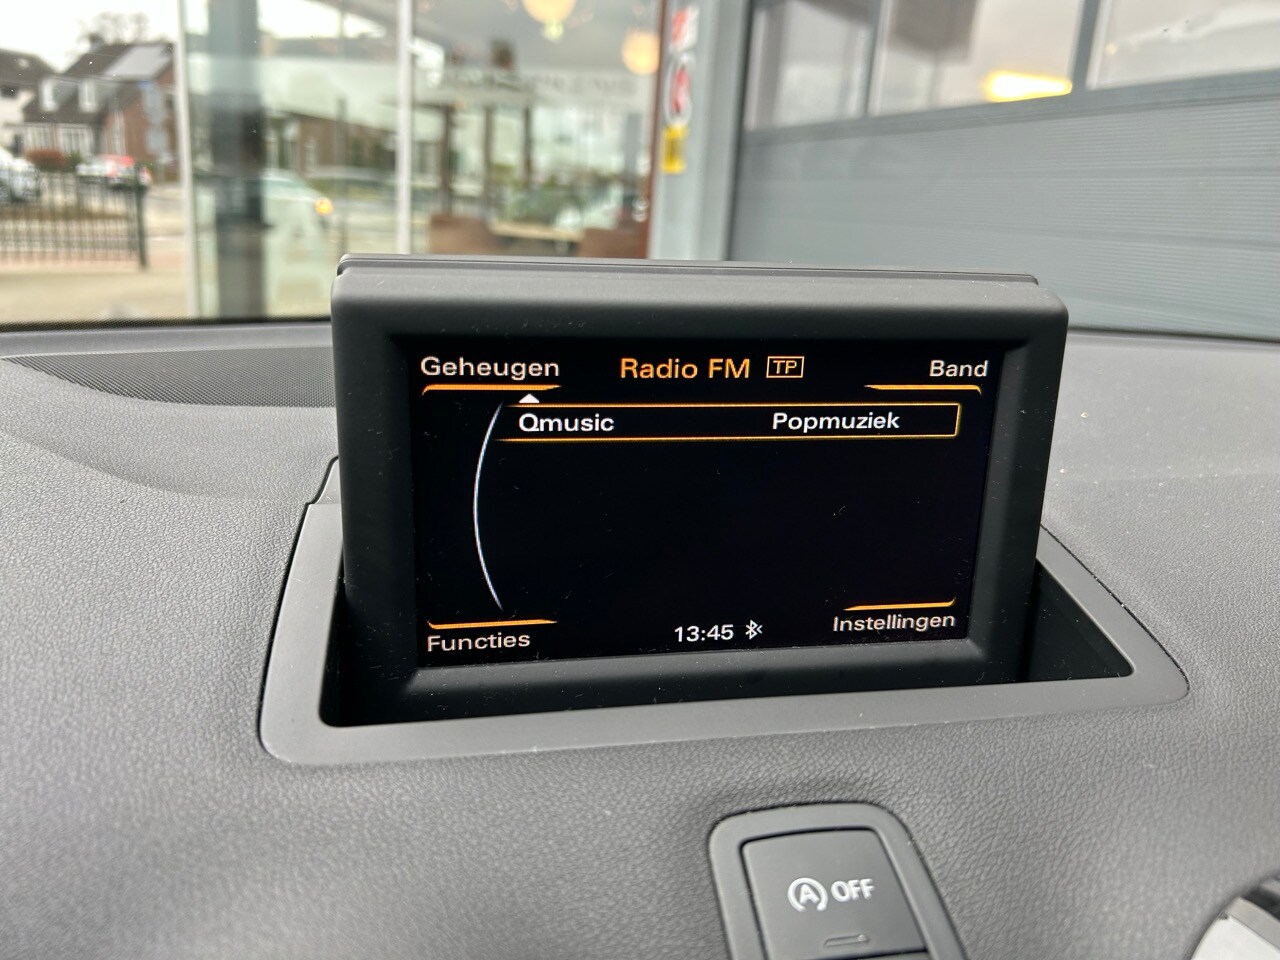 Geheugen Radio FM TP Band
Qmusic Popmuziek
Functies 13:45 Instellingen
A OFF